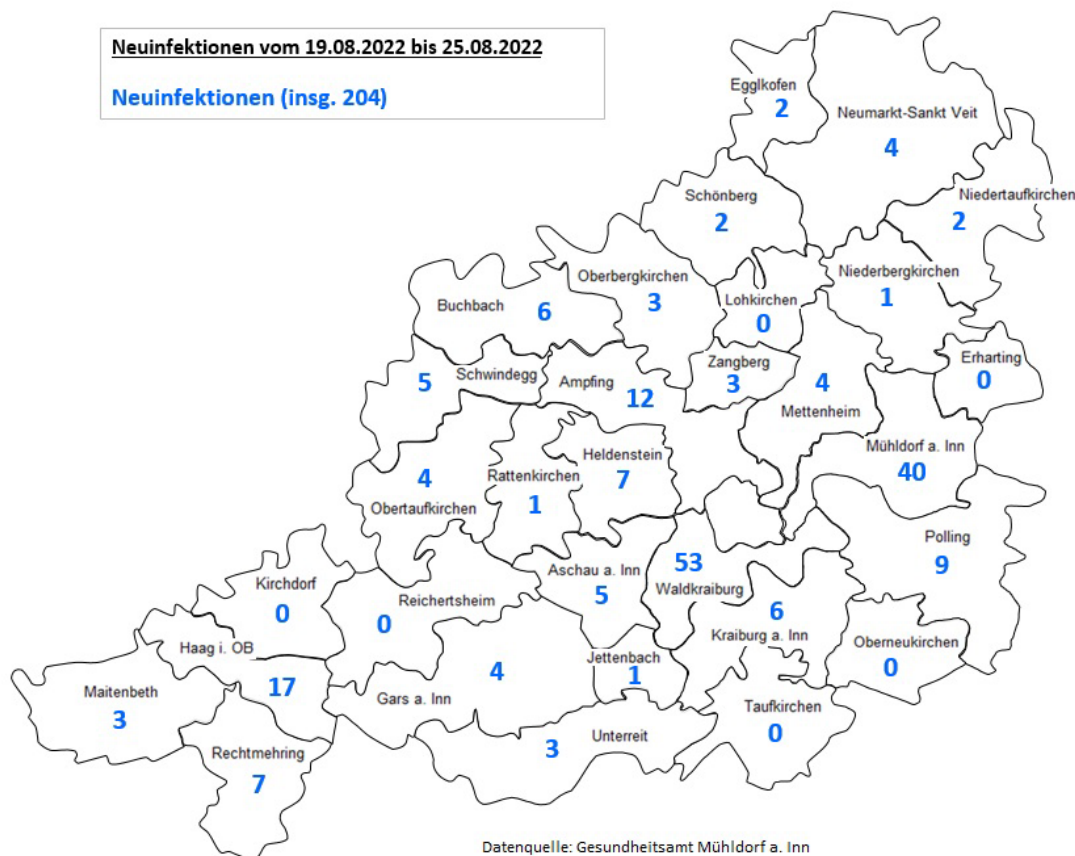 Neuinfektionen vom 19.08.2022 bis 25.08.2022
Neuinfektionen (insg. 204)
Egglkofen
2
Neumarkt-Sankt Veit
4
Schönberg
2
Niedertaufkirchen
2
Oberbergkirchen
3
Lohkirchen
0
Niederbergkirchen
1
Buchbach
6
Schwindegg
5
Ampfing
12
Zangberg
3
4
Mettenheim
Erharting
0
Mühldorf a. Inn
40
4
Obertaufkirchen
Rattenkirchen
1
Heldenstein
7
Polling
9
Kirchdorf
0
Reichertsheim
0
Aschau a. Inn
5
53
Waldkraiburg
6
Kraiburg a. Inn
Oberneukirchen
0
Haag i. OB
17
Maitenbeth
3
Gars a. Inn
4
Jettenbach
1
Taufkirchen
0
Rechtmehring
7
3
Unterreit
Datenquelle: Gesundheitsamt Mühldorf a. Inn